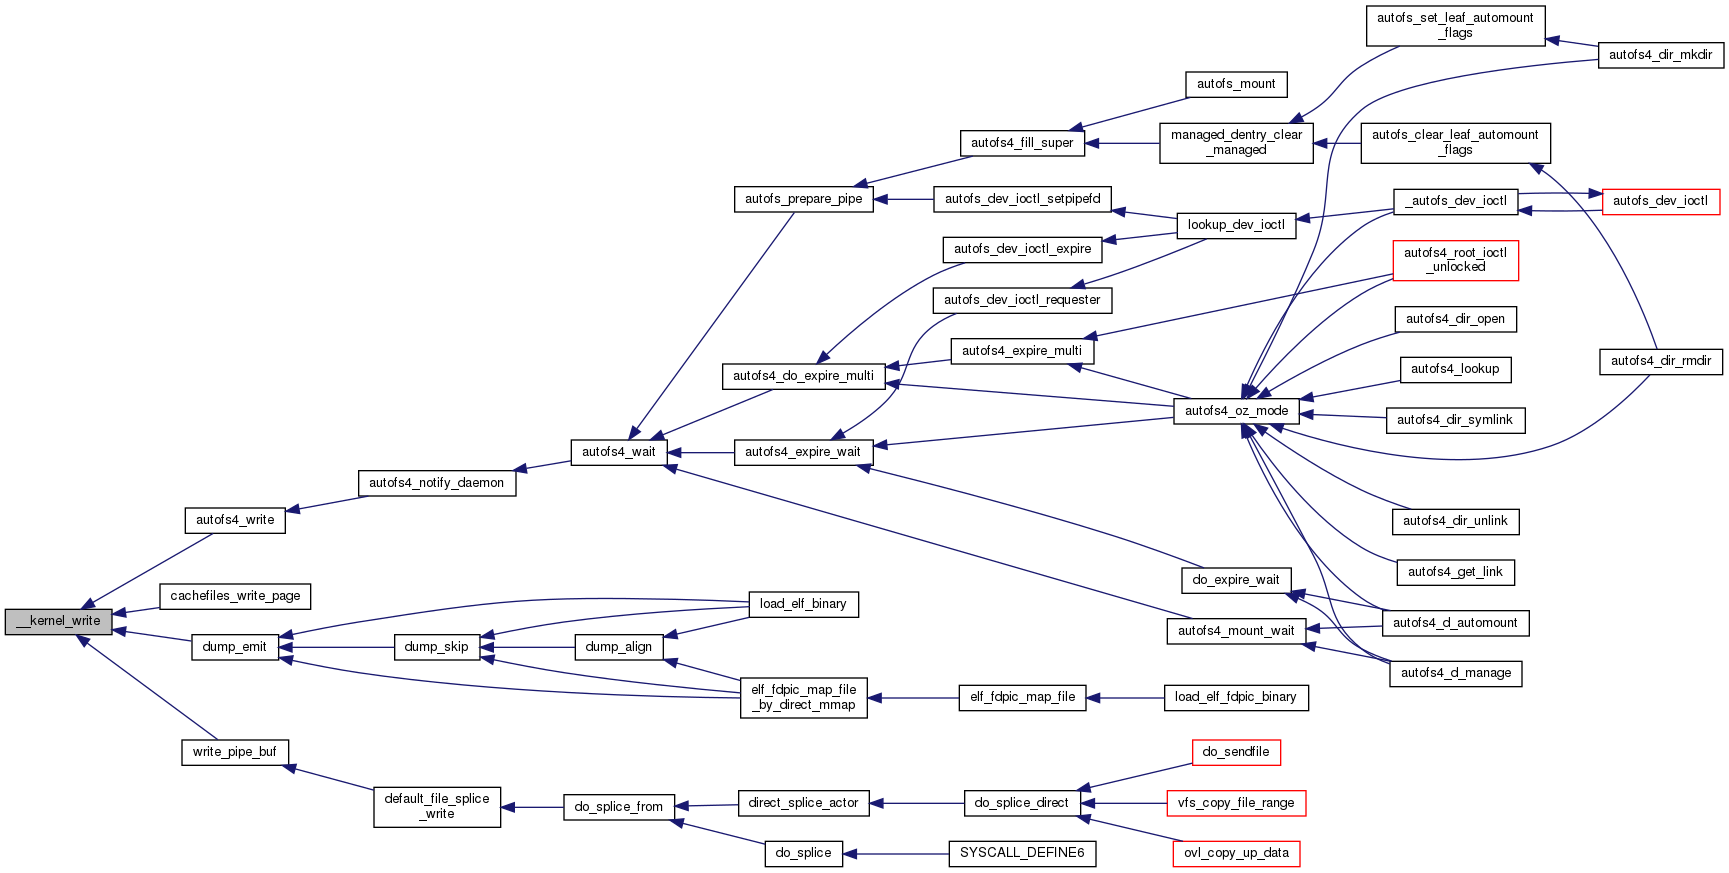 autofs_set_leaf_automount
_flags
autofs4_dir_mkdir
autofs_mount
managed_dentry_clear
_managed
autofs_clear_leaf_automount
_flags
autofs4_fill_super
autofs_prepare_pipe
autofs_dev_ioctl_setpipefd
_autofs_dev_ioctl
autofs_dev_ioctl
lookup_dev_ioctl
autofs_dev_ioctl_expire
autofs4_root_ioctl
_unlocked
autofs_dev_ioctl_requester
autofs4_dir_open
autofs4_expire_multi
autofs4_dir_rmdir
autofs4_lookup
autofs4_do_expire_multi
autofs4_oz_mode
autofs4_dir_symlink
autofs4_wait
autofs4_expire_wait
autofs4_notify_daemon
autofs4_write
autofs4_dir_unlink
autofs4_get_link
do_expire_wait
cachefiles_write_page
load_elf_binary
__kernel_write
autofs4_d_automount
autofs4_mount_wait
dump_emit
dump_skip
dump_align
autofs4_d_manage
elf_fdpic_map_file
_by_direct_mmap
elf_fdpic_map_file
load_elf_fdpic_binary
write_pipe_buf
do_sendfile
default_file_splice
_write
do_splice_from
direct_splice_actor
do_splice_direct
vfs_copy_file_range
do_splice
SYSCALL_DEFINE6
ovl_copy_up_data